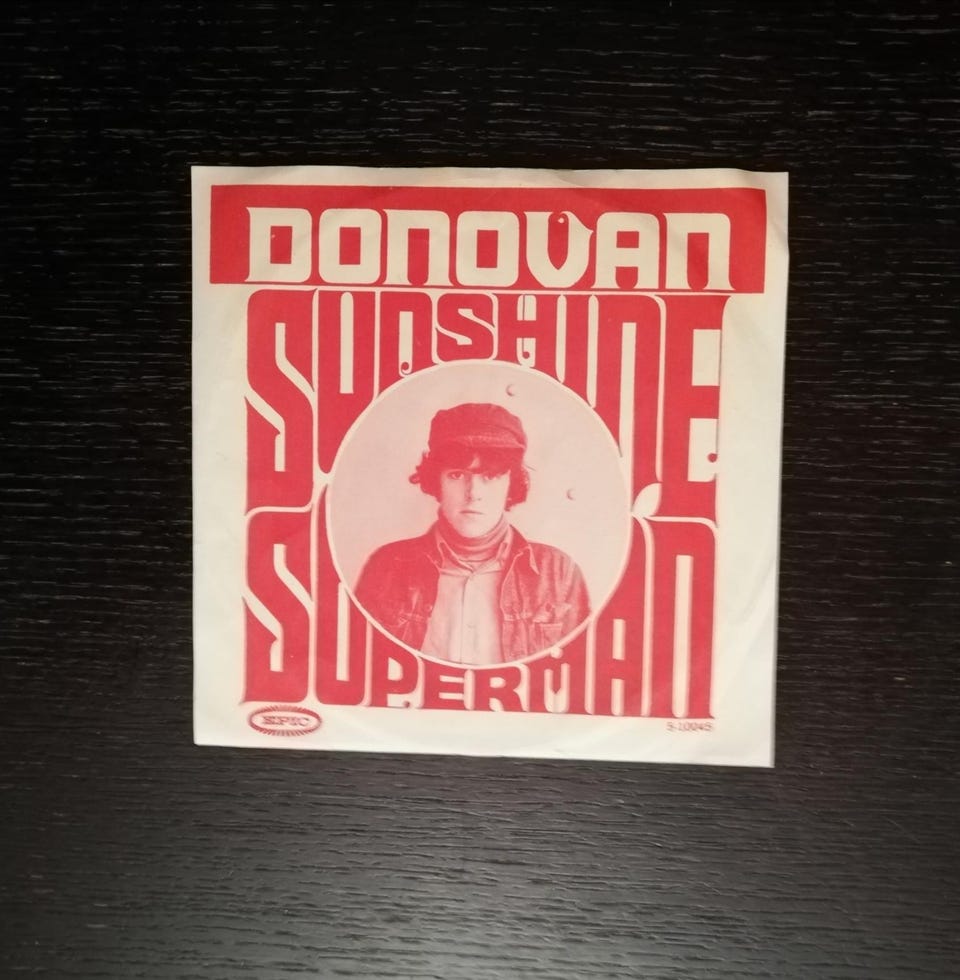 DONOVAN
SUNSHINE
SUPERMAN
EPIC
5-10045